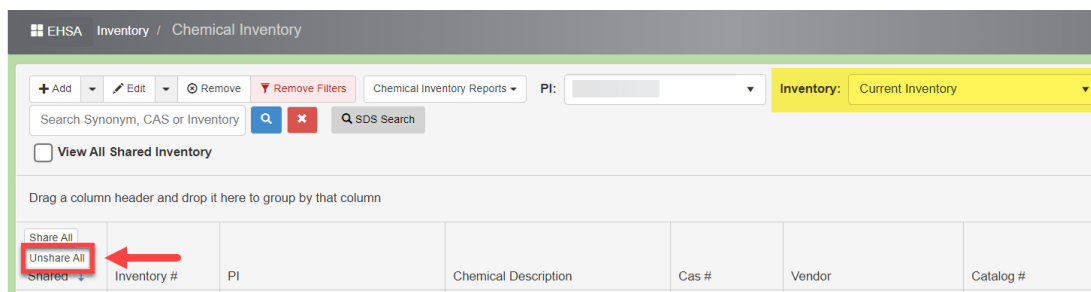 EHSA Inventory / Chemical Inventory
Add Edit Remove Remove Filters Chemical Inventory Reports PI: Inventory: Current Inventory
Search Synonym, CAS or Inventory SDS Search
View All Shared Inventory
Drag a column header and drop it here to group by that column
Share All
Unshare All
Shared Inventory # PI Chemical Description Cas # Vendor Catalog #